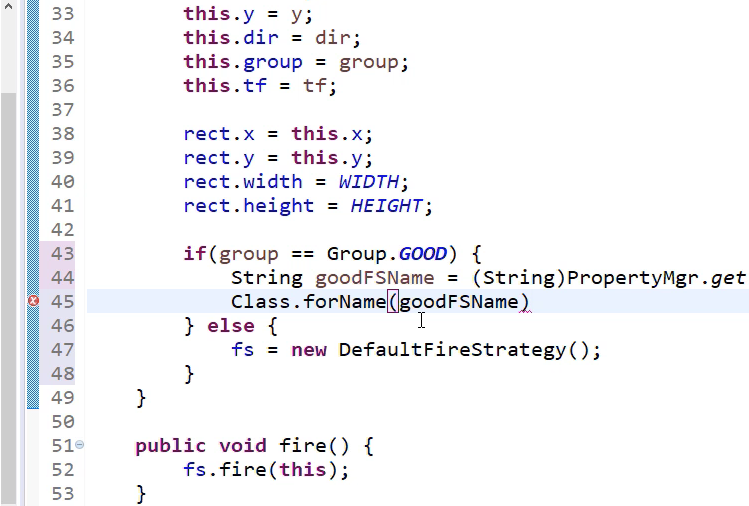 33 this.y = y;
34 this.dir = dir;
35 this.group = group;
36 this.tf = tf;
37
38 rect.x = this.x;
39 rect.y = this.y;
40 rect.width = WIDTH;
41 rect.height = HEIGHT;
42
43 if(group == Group.GOOD) {
44 String goodFSName = (String)PropertyMgr.get
45 Class.forName(goodFSName)
46 } else {
47 fs = new DefaultFireStrategy();
48 }
49 }
50
51 public void fire() {
52 fs.fire(this);
53 }